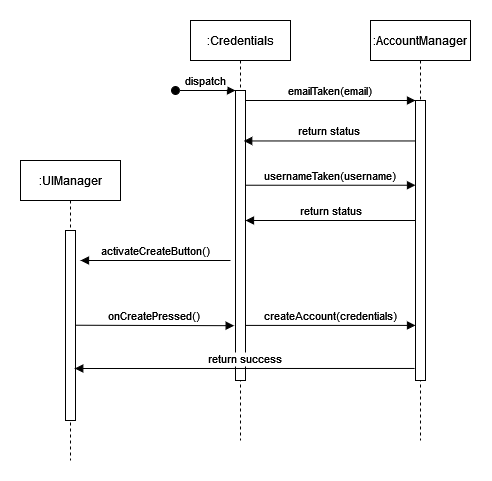 :Credentials
:AccountManager
dispatch
emailTaken(email)
return status
:UIManager
usernameTaken(username)
return status
activateCreateButton()
onCreatePressed()
createAccount(credentials)
return success